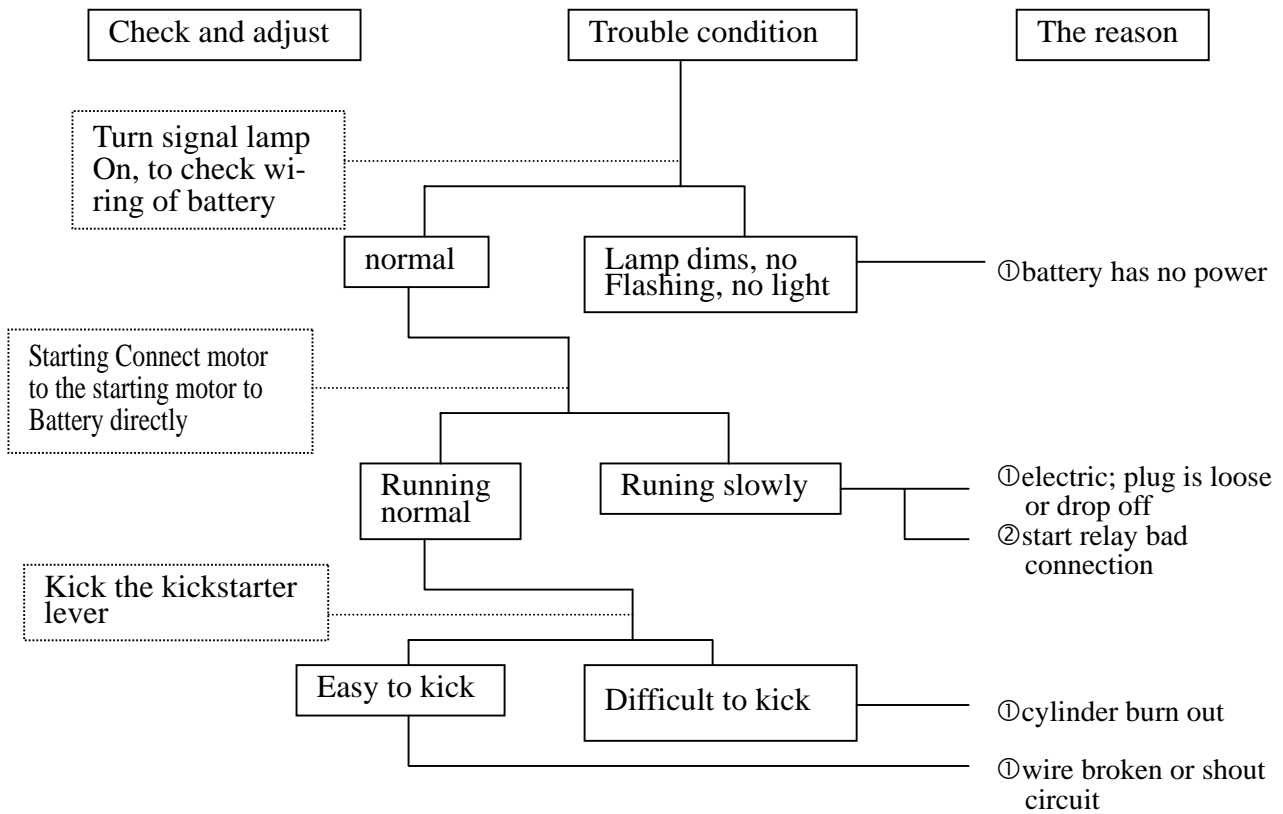 Check and adjust
Trouble condition
The reason
Turn signal lamp
On, to check wi-
ring of battery
normal
Lamp dims, no
Flashing, no light
①battery has no power
Starting Connect motor
to the starting motor to
Battery directly
Running
normal
Runing slowly
①electric; plug is loose
or drop off
②start relay bad
connection
Kick the kickstarter
lever
Easy to kick
Difficult to kick
①cylinder burn out
①wire broken or shout
circuit